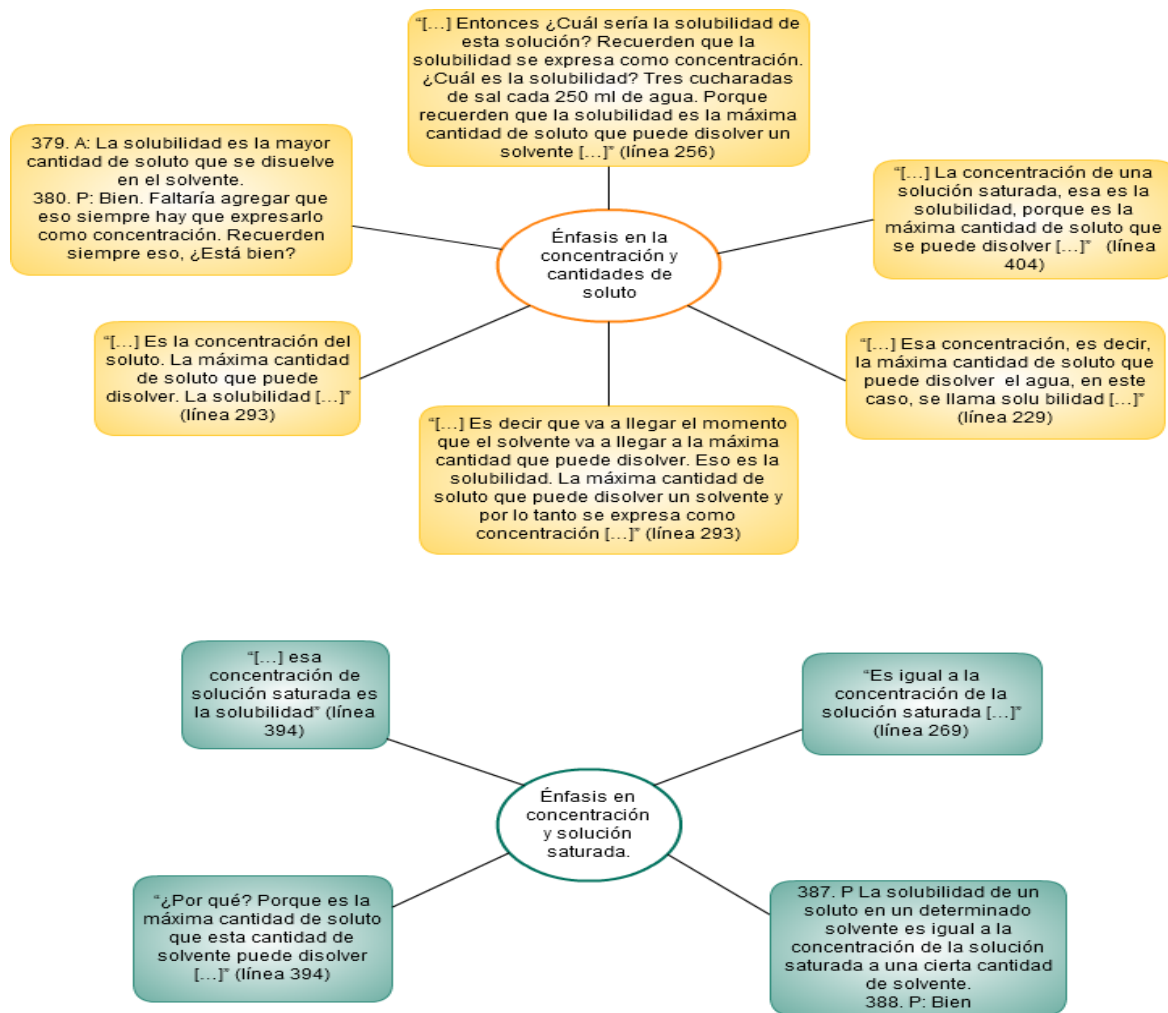 “[…] Entonces ¿Cuál sería la solubilidad de
esta solución? Recuerden que la
solubilidad se expresa como concentración.
¿Cuál es la solubilidad? Tres cucharadas
de sal cada 250 ml de agua. Porque
recuerden que la solubilidad es la máxima
cantidad de soluto que puede disolver un
solvente […]” (línea 256)
379. A: La solubilidad es la mayor
cantidad de soluto que se disuelve
en el solvente.
380. P: Bien. Faltaría agregar que
eso siempre hay que expresarlo
como concentración. Recuerden
siempre eso, ¿Está bien?
“[…] La concentración de una
solución saturada, esa es la
solubilidad, porque es la
máxima cantidad de soluto que
se puede disolver […]” (línea
404)
Énfasis en la
concentración y
cantidades de
soluto
“[…] Es la concentración del
soluto. La máxima cantidad
de soluto que puede
disolver. La solubilidad […]”
(línea 293)
“[…] Esa concentración, es decir,
la máxima cantidad de soluto que
puede disolver el agua, en este
caso, se llama solu bilidad […]”
(línea 229)
“[…] Es decir que va a llegar el momento
que el solvente va a llegar a la máxima
cantidad que puede disolver. Eso es la
solubilidad. La máxima cantidad de
soluto que puede disolver un solvente y
por lo tanto se expresa como
concentración […]” (línea 293)
“[…] esa
concentración de
solución saturada es
la solubilidad” (línea
394)
“Es igual a la
concentración de la
solución saturada […]”
(línea 269)
Énfasis en
concentración
y solución
saturada.
“¿Por qué? Porque es la
máxima cantidad de soluto
que esta cantidad de
solvente puede disolver
[…]” (línea 394)
387. P La solubilidad de un
soluto en un determinado
solvente es igual a la
concentración de la solución
saturada a una cierta cantidad
de solvente.
388. P: Bien